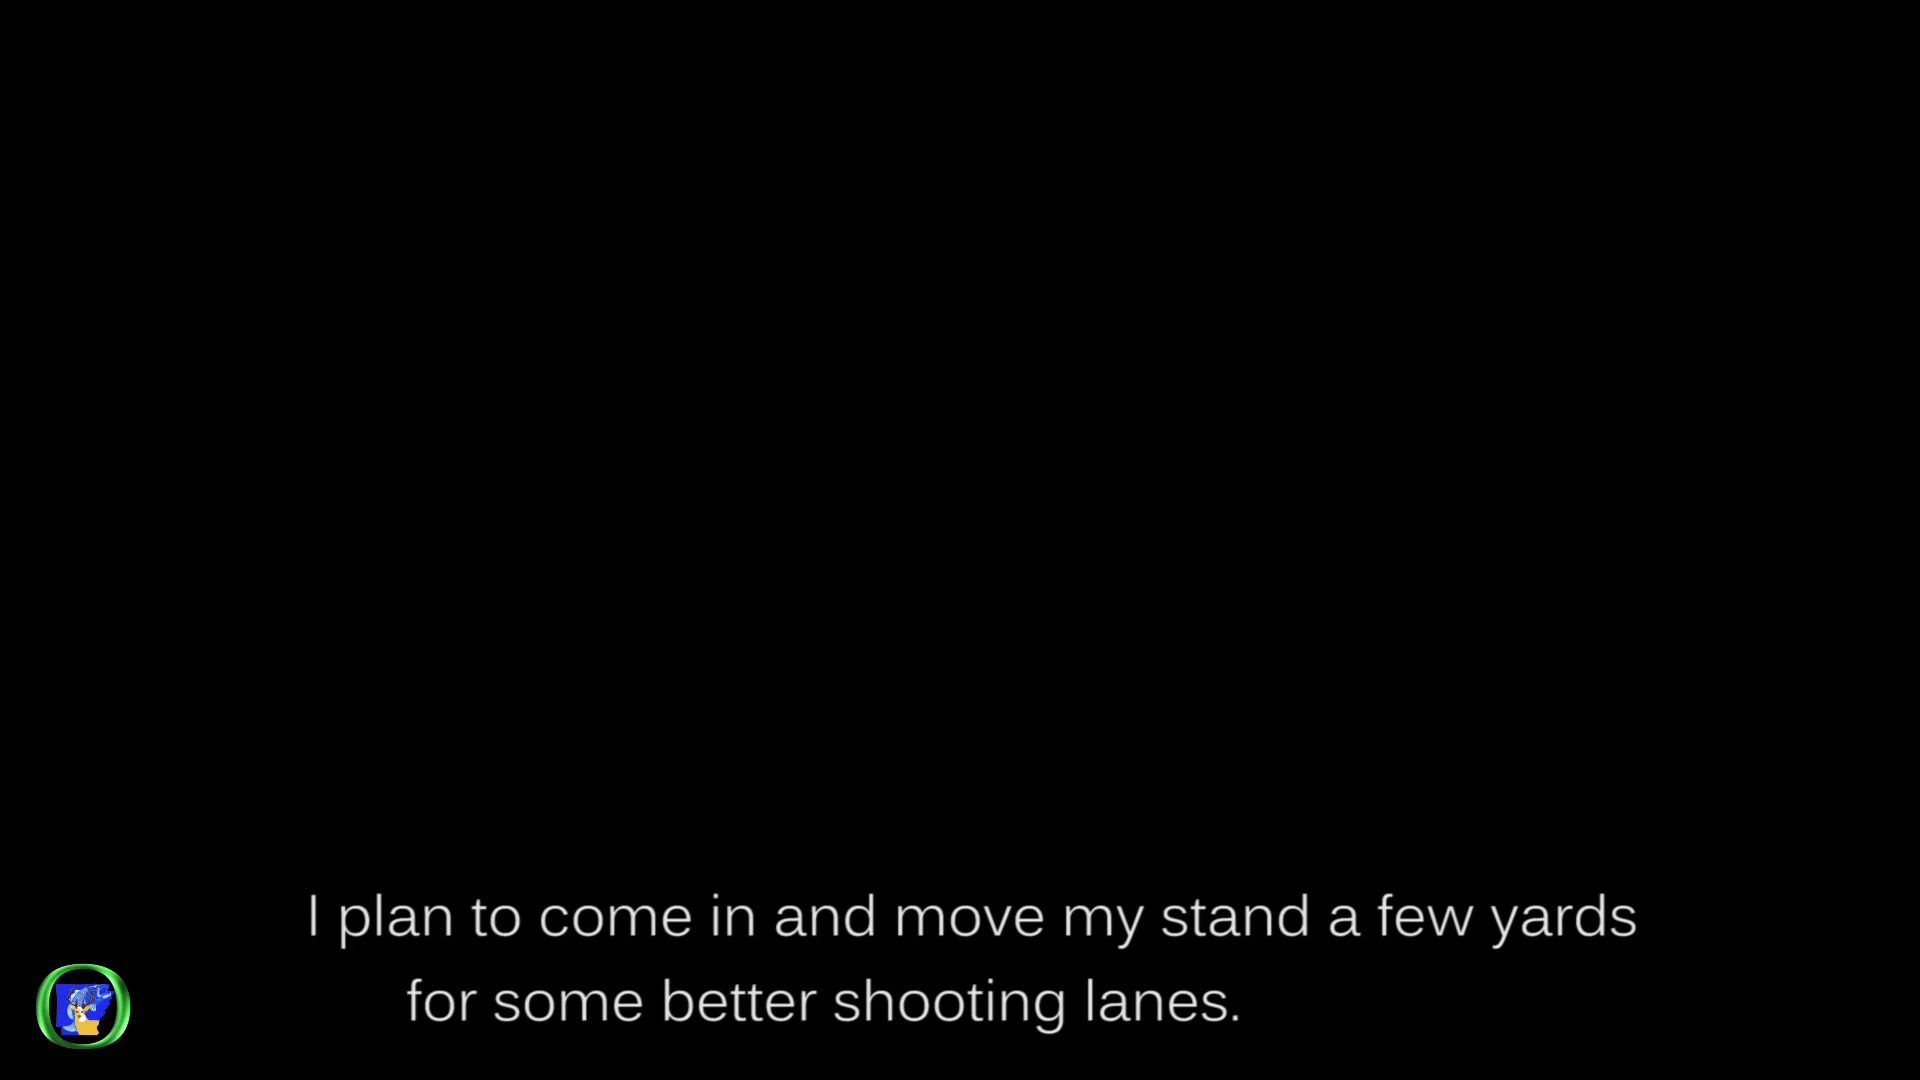 I plan to come in and move my stand a few yards
for some better shooting lanes.